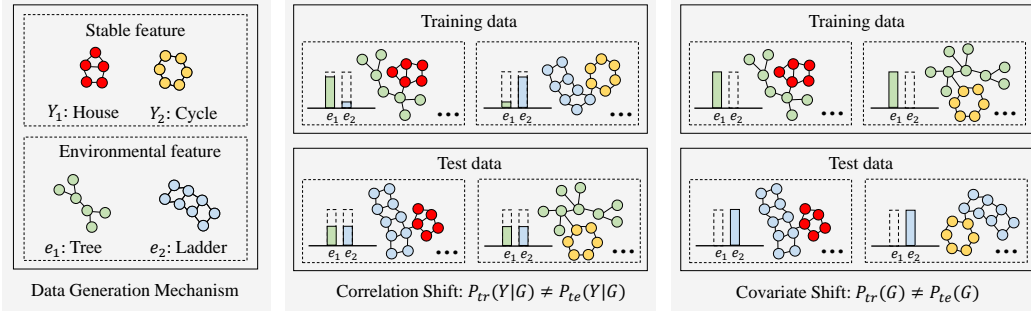 Stable feature
Y₁: House
Y₂: Cycle
Environmental feature
e₁: Tree
e₂: Ladder
Data Generation Mechanism
Training data
e₁ e₂
•••
e₁ e₂
•••
Test data
e₁ e₂
•••
e₁ e₂
•••
Correlation Shift: Pₜᵣ(Y|G) ≠ Pₜₑ(Y|G)
Training data
e₁ e₂
•••
e₁ e₂
•••
Test data
e₁ e₂
•••
e₁ e₂
•••
Covariate Shift: Pₜᵣ(G) ≠ Pₜₑ(G)